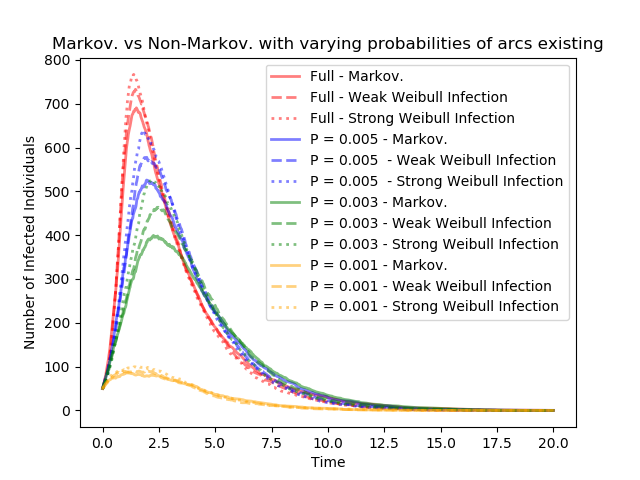 Markov. vs Non-Markov. with varying probabilities of arcs existing
800
700
600
500
400
300
200
100
0
Number of Infected Individuals
Full - Markov.
Full - Weak Weibull Infection
Full - Strong Weibull Infection
P = 0.005 - Markov.
P = 0.005  - Weak Weibull Infection
P = 0.005  - Strong Weibull Infection
P = 0.003 - Markov.
P = 0.003 - Weak Weibull Infection
P = 0.003 - Strong Weibull Infection
P = 0.001 - Markov.
P = 0.001 - Weak Weibull Infection
P = 0.001 - Strong Weibull Infection
0.0 2.5 5.0 7.5 10.0 12.5 15.0 17.5 20.0
Time